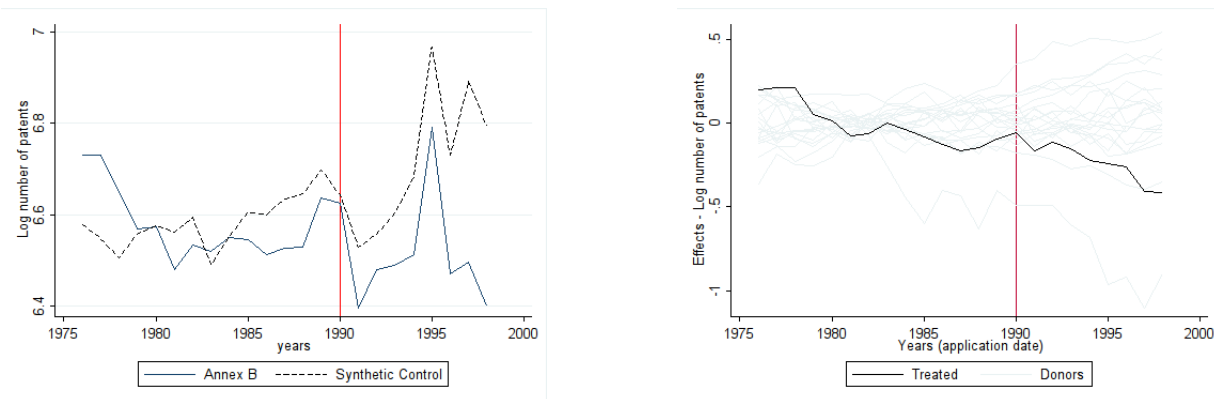 Log number of patents
7
6.8
6.6
6.4
1975 1980 1985 1990 1995 2000
years
Annex B Synthetic Control
Effects - Log number of patents
.5
0
-.5
-1
1975 1980 1985 1990 1995 2000
Years (application date)
Treated Donors